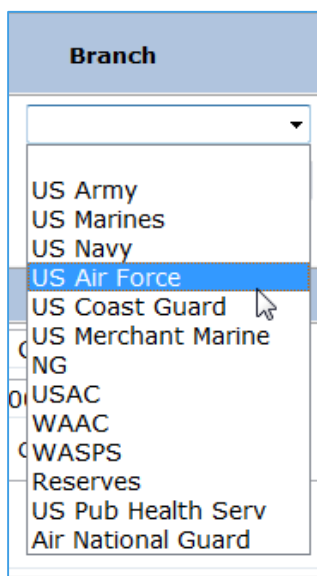 Branch
US Army
US Marines
US Navy
US Air Force
US Coast Guard
US Merchant Marine
NG
USAC
WAAC
WASPS
Reserves
US Pub Health Serv
Air National Guard